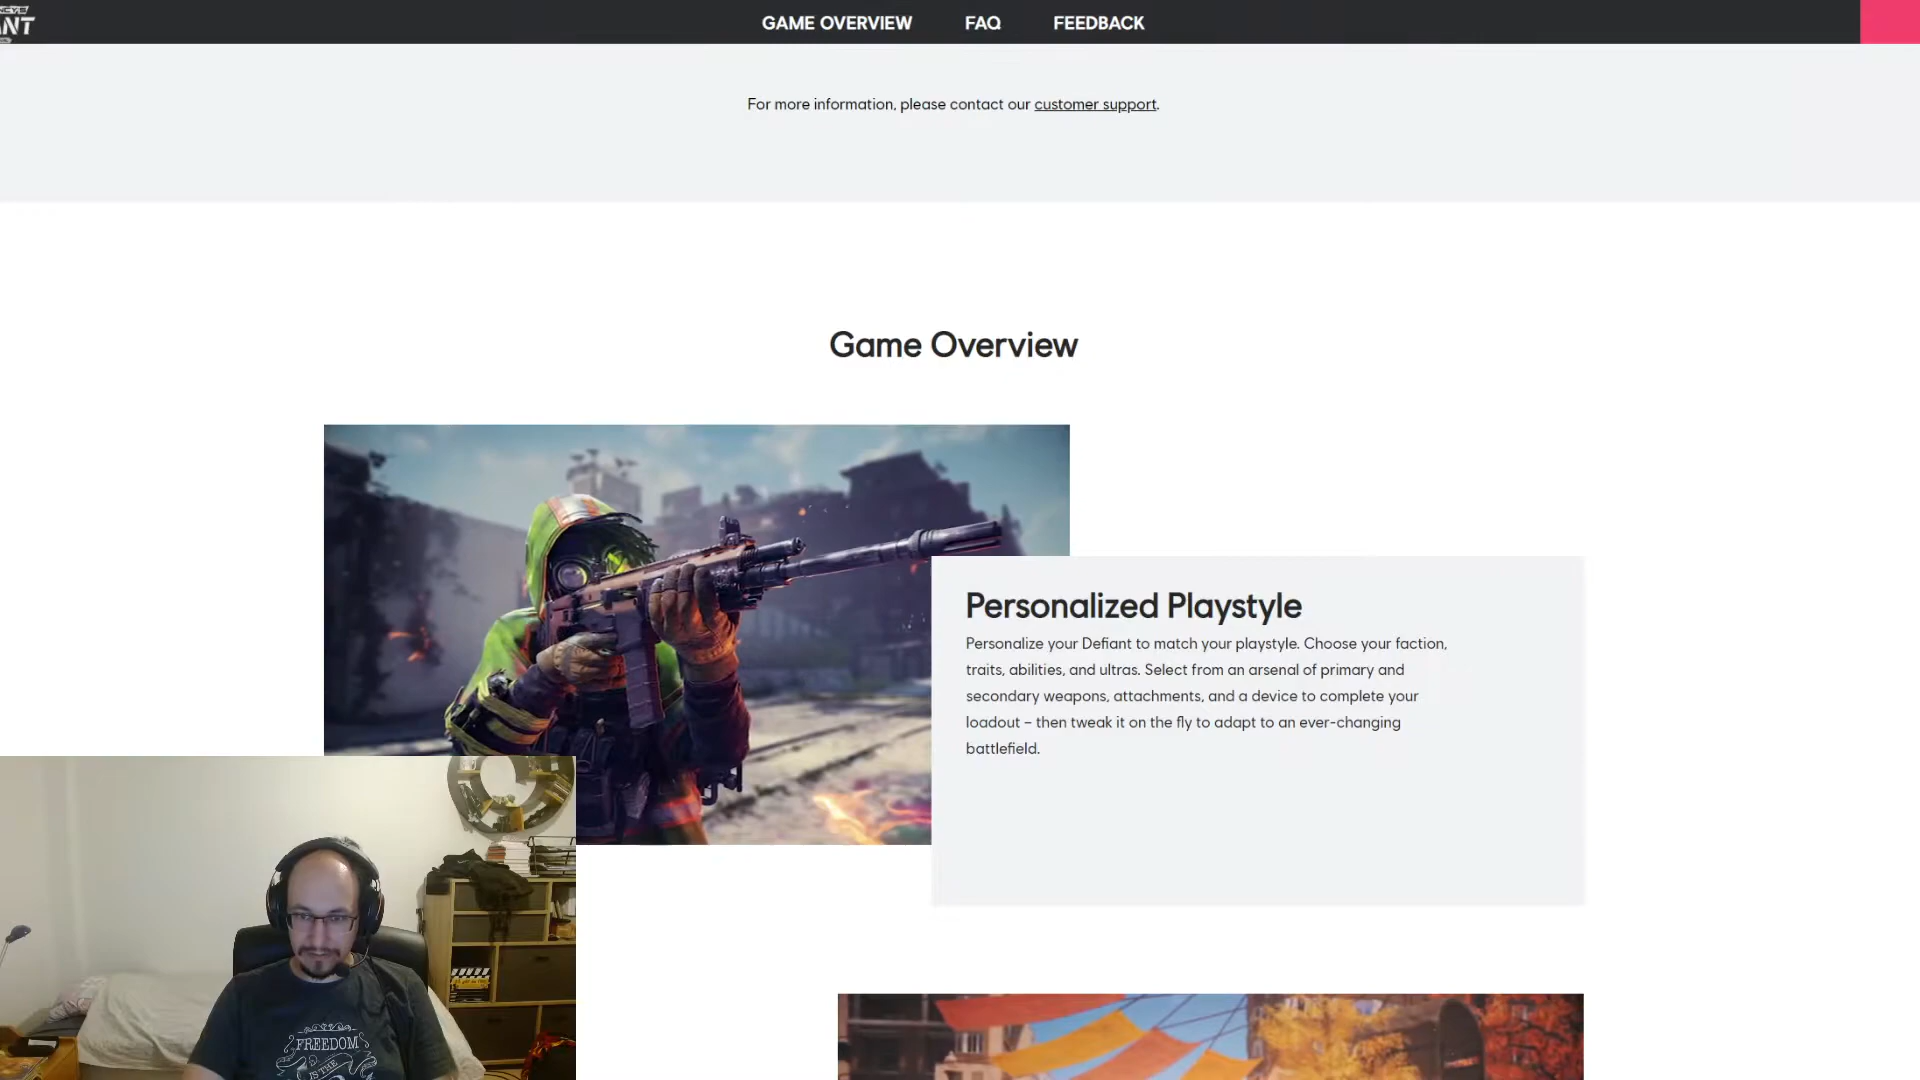 ANT
GAME OVERVIEW FAQ FEEDBACK
For more information, please contact our customer support.
Game Overview
Personalized Playstyle
Personalize your Defiant to match your playstyle. Choose your faction,
traits, abilities, and ultras. Select from an arsenal of primary and
secondary weapons, attachments, and a device to complete your
loadout – then tweak it on the fly to adapt to an ever-changing
battlefield.
FREEDOM
IS THE